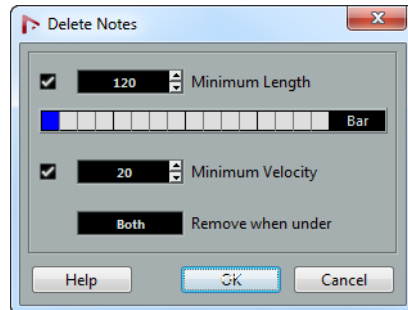 Delete Notes
120 Minimum Length
Bar
20 Minimum Velocity
Both Remove when under
Help OK Cancel